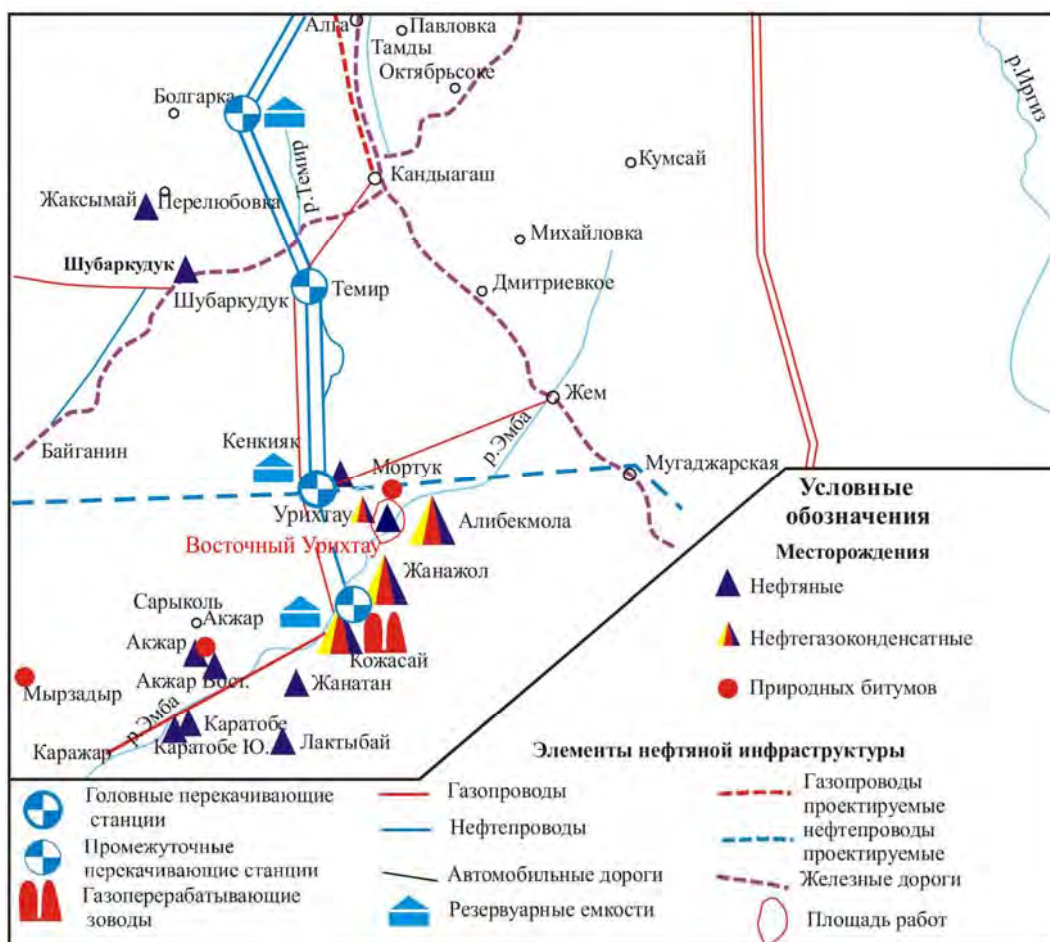 Алга
Павловка
Тамды
Октябрьсоке
р.Иргиз
Болгарка
р.Темир
Кандыагаш
Кумсай
Жаксымай
Перелюбовка
Михайловка
Шубаркудук
Шубаркудук
Темир
Дмитриевкое
Жем
р.Эмба
Байганин
Кенкияк
Мортук
Мугаджарская
Урихтау
Алибекмола
Восточный Урихтау
Жанажол
Сарыколь
Акжар
Акжар
Кожасай
Акжар Вост.
Жанатан
Мырзадыр
р.Эмба
Каратобе
Каражар
Каратобе Ю.
Лактыбай
Условные
обозначения
Месторождения
Нефтяные
Нефтегазоконденсатные
Природных битумов
Элементы нефтяной инфраструктуры
Головные перекачивающие
станции
Промежуточные
перекачивающие станции
Газоперерабатывающие
зоводы
Газопроводы
Нефтепроводы
Автомобильные дороги
Резервуарные емкости
Газопроводы
проектируемые
нефтепроводы
проектируемые
Железные дороги
Площадь работ